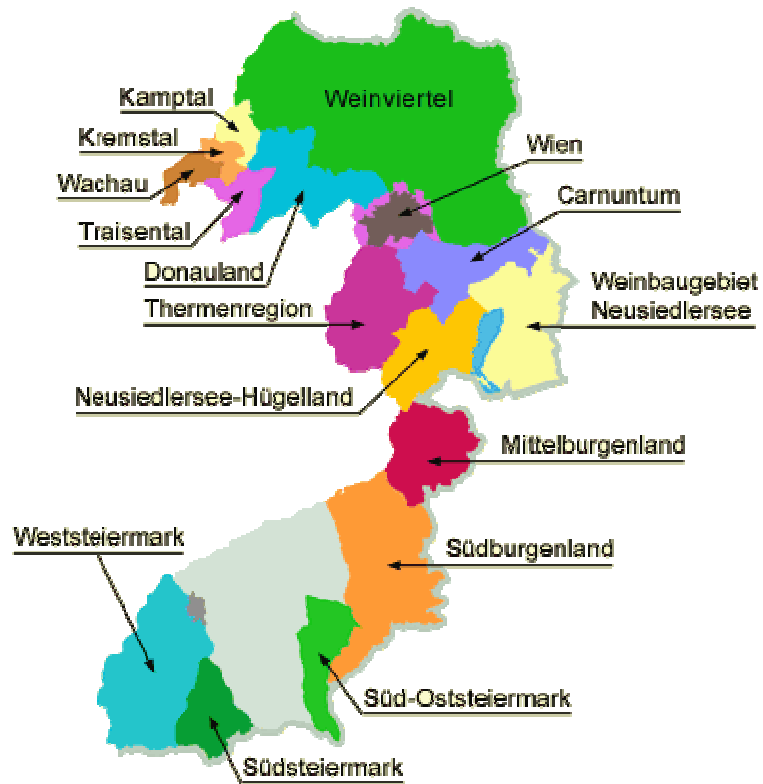 Kamptal
Weinviertel
Kremstal
Wien
Wachau
Carnuntum
Traisental
Donauland
Weinbaugebiet
Neusiedlersee
Thermenregion
Neusiedlersee-Hügelland
Mittelburgenland
Weststeiermark
Südburgenland
Süd-Oststeiermark
Südsteiermark